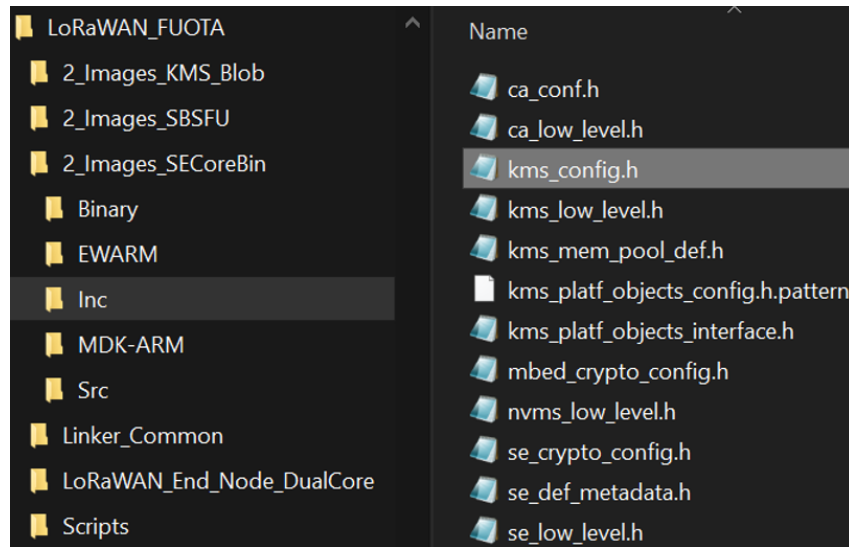 LoRaWAN_FUOTA
2_Images_KMS_Blob
2_Images_SBSFU
2_Images_SECoreBin
Binary
EWARM
Inc
MDK-ARM
Src
Linker_Common
LoRaWAN_End_Node_DualCore
Scripts
Name
ca_conf.h
ca_low_level.h
kms_config.h
kms_low_level.h
kms_mem_pool_def.h
kms_platf_objects_config.h.pattern
kms_platf_objects_interface.h
mbed_crypto_config.h
nvms_low_level.h
se_crypto_config.h
se_def_metadata.h
se_low_level.h